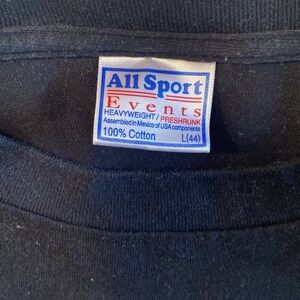 All Sport
Events
HEAVYWEIGHT / PRESHRUNK
Assembled in Mexico of USA components
100% Cotton L(44)